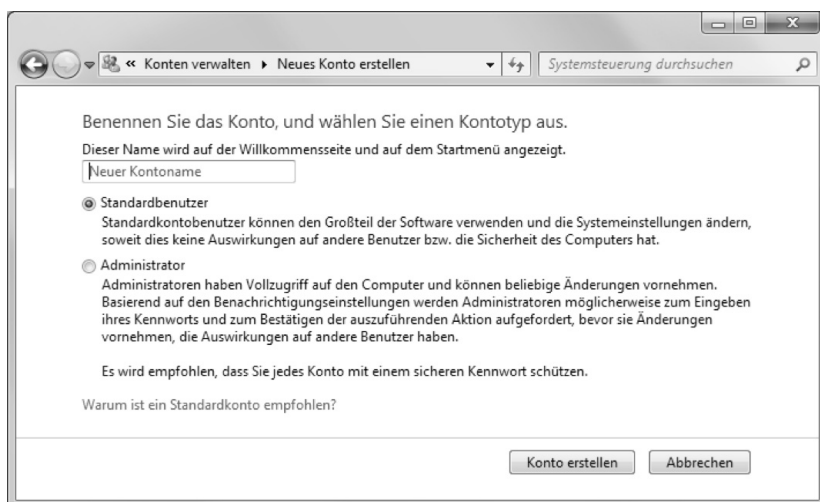 « Konten verwalten ▸ Neues Konto erstellen
Systemsteuerung durchsuchen
Benennen Sie das Konto, und wählen Sie einen Kontotyp aus.
Dieser Name wird auf der Willkommensseite und auf dem Startmenü angezeigt.
Neuer Kontoname
Standardbenutzer
Standardkontobenutzer können den Großteil der Software verwenden und die Systemeinstellungen ändern,
soweit dies keine Auswirkungen auf andere Benutzer bzw. die Sicherheit des Computers hat.
Administrator
Administratoren haben Vollzugriff auf den Computer und können beliebige Änderungen vornehmen.
Basierend auf den Benachrichtigungseinstellungen werden Administratoren möglicherweise zum Eingeben
ihres Kennworts und zum Bestätigen der auszuführenden Aktion aufgefordert, bevor sie Änderungen
vornehmen, die Auswirkungen auf andere Benutzer haben.
Es wird empfohlen, dass Sie jedes Konto mit einem sicheren Kennwort schützen.
Warum ist ein Standardkonto empfohlen?
Konto erstellen
Abbrechen